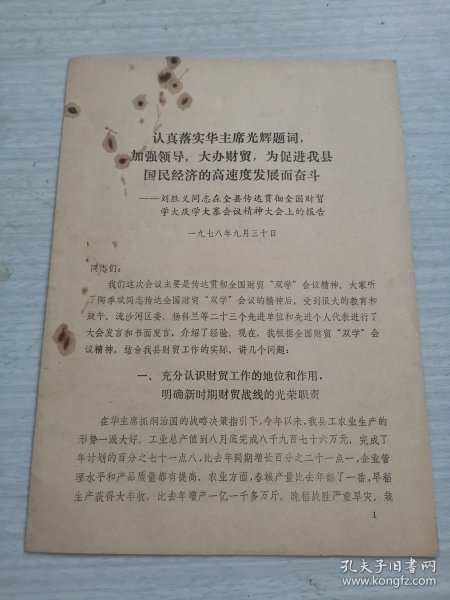 认真落实华主席光辉题词，
加强领导，大办财贸，为促进我县
国民经济的高速度发展而奋斗
——刘胜义同志在全县传达贯彻全国财贸
学大庆学大寨会议精神大会上的报告
一九七八年九月三十日
同志们：
我们这次会议主要是传达贯彻全国财贸“双学”会议精神。大家听
了陶承斌同志传达全国财贸“双学”会议的精神后，受到很大的教育和
鼓午。流沙河区委、杨科兰等二十三个先进单位和先进个人代表进行了
大会发言和书面发言，介绍了经验。现在，我根据全国财贸“双学”会
议精神，结合我县财贸工作的实际，讲几个问题：
一、充分认识财贸工作的地位和作用，
明确新时期财贸战线的光荣职责
在华主席抓纲治国的战略决策指引下，今年以来，我县工农业生产的
形势一派大好。工业总产值到八月底完成八千九百七十六万元，完成了
年计划的百分之七十一点八，比去年同期增长百分之二十一点一，企业管
理水平和产品质量都有提高。农业方面，春粮产量比去年翻了一番，早稻
生产获得大丰收，比去年增产一亿一千多万斤。晚稻战胜严重旱灾，栽
1
孔夫子旧书网
www.kongfz.com